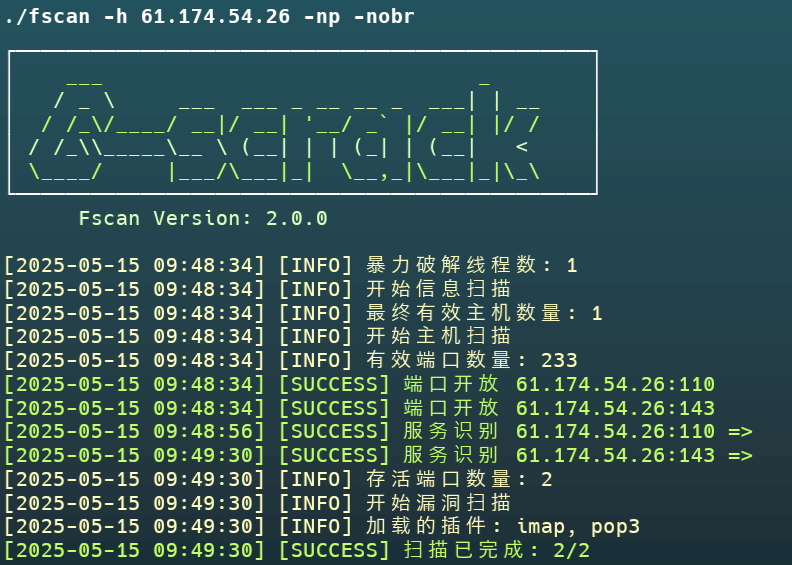 ./fscan -h 61.174.54.26 -np -nobr
Fscan Version: 2.0.0
[2025-05-15 09:48:34] [INFO] 暴力破解线程数: 1
[2025-05-15 09:48:34] [INFO] 开始信息扫描
[2025-05-15 09:48:34] [INFO] 最终有效主机数量: 1
[2025-05-15 09:48:34] [INFO] 开始主机扫描
[2025-05-15 09:48:34] [INFO] 有效端口数量: 233
[2025-05-15 09:48:34] [SUCCESS] 端口开放 61.174.54.26:110
[2025-05-15 09:48:34] [SUCCESS] 端口开放 61.174.54.26:143
[2025-05-15 09:48:56] [SUCCESS] 服务识别 61.174.54.26:110 =>
[2025-05-15 09:49:30] [SUCCESS] 服务识别 61.174.54.26:143 =>
[2025-05-15 09:49:30] [INFO] 存活端口数量: 2
[2025-05-15 09:49:30] [INFO] 开始漏洞扫描
[2025-05-15 09:49:30] [INFO] 加载的插件: imap, pop3
[2025-05-15 09:49:30] [SUCCESS] 扫描已完成: 2/2